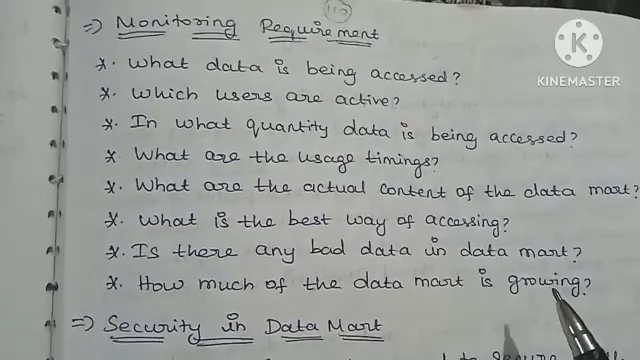 110
⇒ Monitoring Requirement
K
KINEMASTER
*. What data is being accessed?
*. Which users are active?
*. In what quantity data is being accessed?
*. What are the usage timings?
*. What are the actual content of the data mart?
*. What is the best way of accessing?
*. Is there any bad data in data mart?
*. How much of the data mart is growing?
⇒ Security in Data Mart